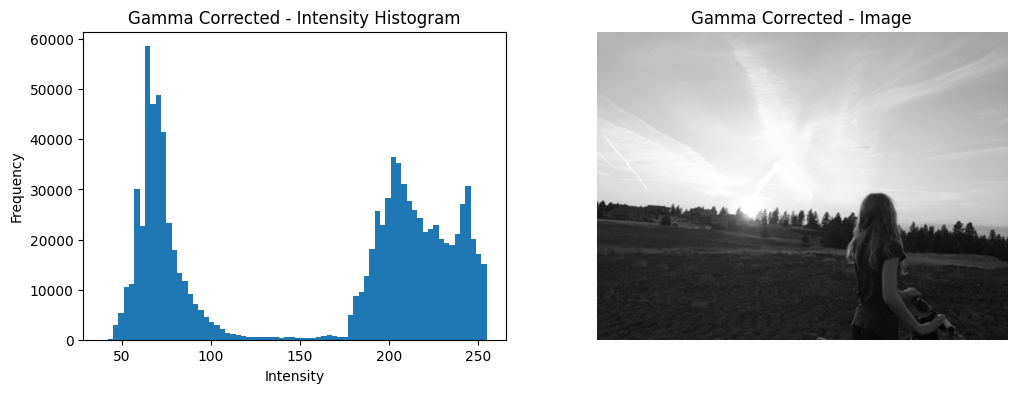 Gamma Corrected - Intensity Histogram
Frequency
60000
50000
40000
30000
20000
10000
0
50 100 150 200 250
Intensity
Gamma Corrected - Image